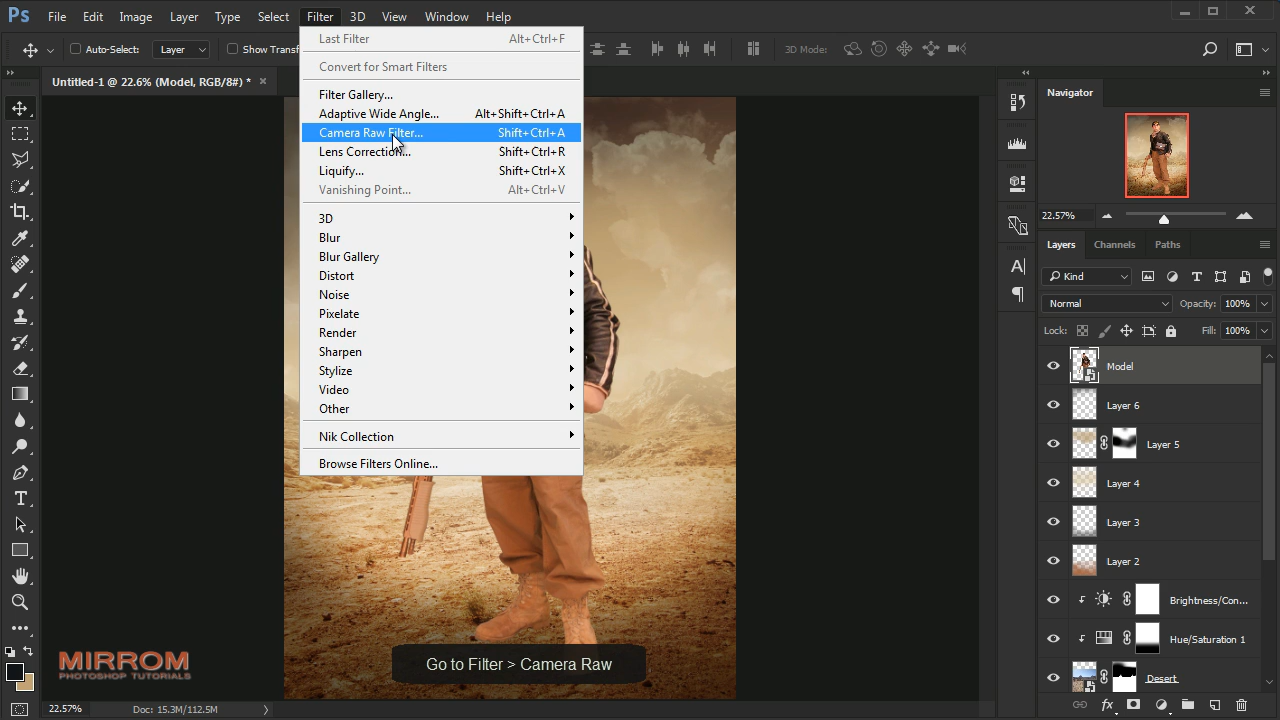 Ps File Edit Image Layer Type Select Filter 3D View Window Help
Auto-Select: Layer Show Transf 3D Mode:
Untitled-1 @ 22.6% (Model, RGB/8#) * ×
Last Filter Alt+Ctrl+F
Convert for Smart Filters
Filter Gallery...
Adaptive Wide Angle... Alt+Shift+Ctrl+A
Camera Raw Filter... Shift+Ctrl+A
Lens Correction... Shift+Ctrl+R
Liquify... Shift+Ctrl+X
Vanishing Point... Alt+Ctrl+V
3D
Blur
Blur Gallery
Distort
Noise
Pixelate
Render
Sharpen
Stylize
Video
Other
Nik Collection
Browse Filters Online...
Navigator
22.57%
Layers Channels Paths
Kind
Normal Opacity: 100%
Lock: Fill: 100%
Model
Layer 6
Layer 5
Layer 4
Layer 3
Layer 2
Brightness/Con...
Hue/Saturation 1
Desert
MIRROM
PHOTOSHOP TUTORIALS
Go to Filter > Camera Raw
22.57% Doc: 15.3M/112.5M